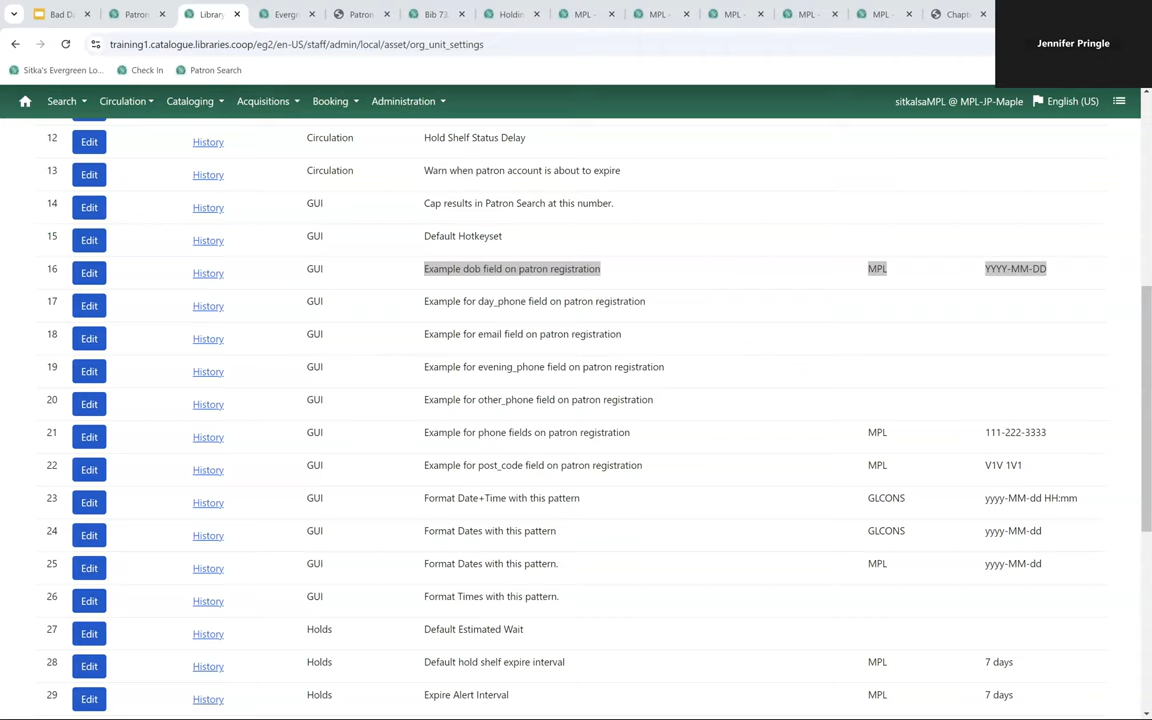 Bad Da
Patron
Library
Evergr
Patron
Bib 73
Holdin
MPL -
MPL -
MPL -
MPL -
MPL -
Chapt
training1.catalogue.libraries.coop/eg2/en-US/staff/admin/local/asset/org_unit_settings
Jennifer Pringle
Sitka's Evergreen Lo...
Check In
Patron Search
Search Circulation Cataloging Acquisitions Booking Administration
sitkalsaMPL @ MPL-JP-Maple English (US)
12 Edit History Circulation Hold Shelf Status Delay
13 Edit History Circulation Warn when patron account is about to expire
14 Edit History GUI Cap results in Patron Search at this number.
15 Edit History GUI Default Hotkeyset
16 Edit History GUI Example dob field on patron registration MPL YYYY-MM-DD
17 Edit History GUI Example for day_phone field on patron registration
18 Edit History GUI Example for email field on patron registration
19 Edit History GUI Example for evening_phone field on patron registration
20 Edit History GUI Example for other_phone field on patron registration
21 Edit History GUI Example for phone fields on patron registration MPL 111-222-3333
22 Edit History GUI Example for post_code field on patron registration MPL V1V 1V1
23 Edit History GUI Format Date+Time with this pattern GLCONS yyyy-MM-dd HH:mm
24 Edit History GUI Format Dates with this pattern GLCONS yyyy-MM-dd
25 Edit History GUI Format Dates with this pattern. MPL yyyy-MM-dd
26 Edit History GUI Format Times with this pattern.
27 Edit History Holds Default Estimated Wait
28 Edit History Holds Default hold shelf expire interval MPL 7 days
29 Edit History Holds Expire Alert Interval MPL 7 days